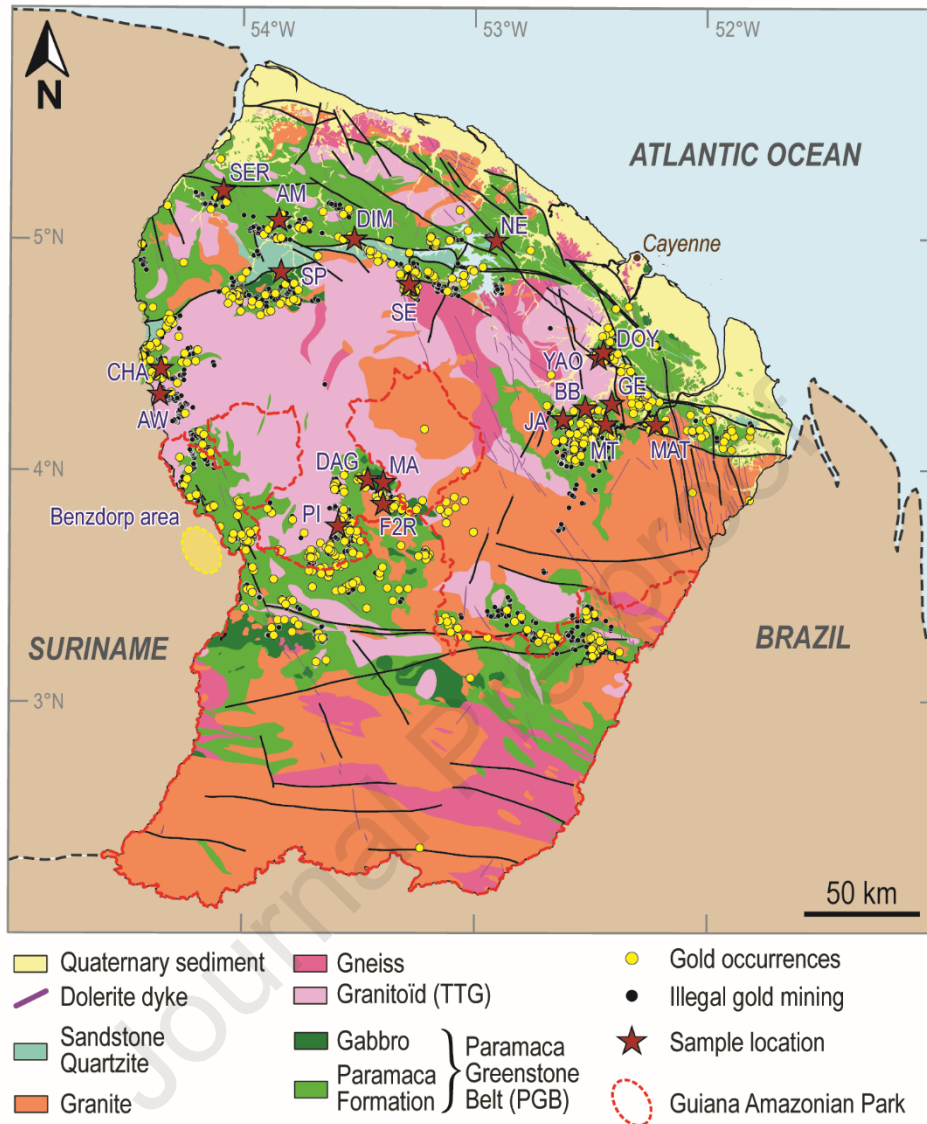 54°W
53°W
52°W
N
ATLANTIC OCEAN
SER
AM
DIM
NE
5°N
Cayenne
SP
SE
DOY
YAO
CHA
BB
GE
AW
JA
MT
MAT
4°N
DAG
MA
PI
F2R
Benzdorp area
SURINAME
BRAZIL
3°N
50 km
Journal Pre-proof
Quaternary sediment
Dolerite dyke
Sandstone
Quartzite
Granite
Gneiss
Granitoïd (TTG)
Gabbro
Paramaca
Formation
Paramaca
Greenstone
Belt (PGB)
Gold occurrences
Illegal gold mining
Sample location
Guiana Amazonian Park